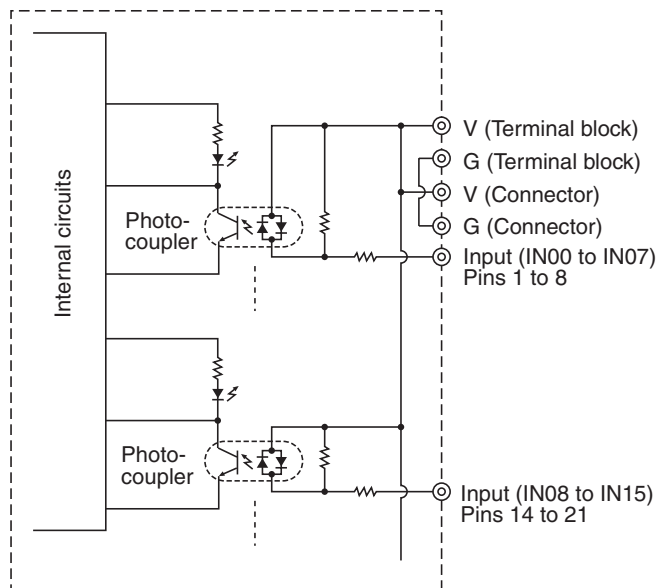 Internal circuits
Photo-
coupler
V (Terminal block)
G (Terminal block)
V (Connector)
G (Connector)
Input (IN00 to IN07)
Pins 1 to 8
Photo-
coupler
Input (IN08 to IN15)
Pins 14 to 21